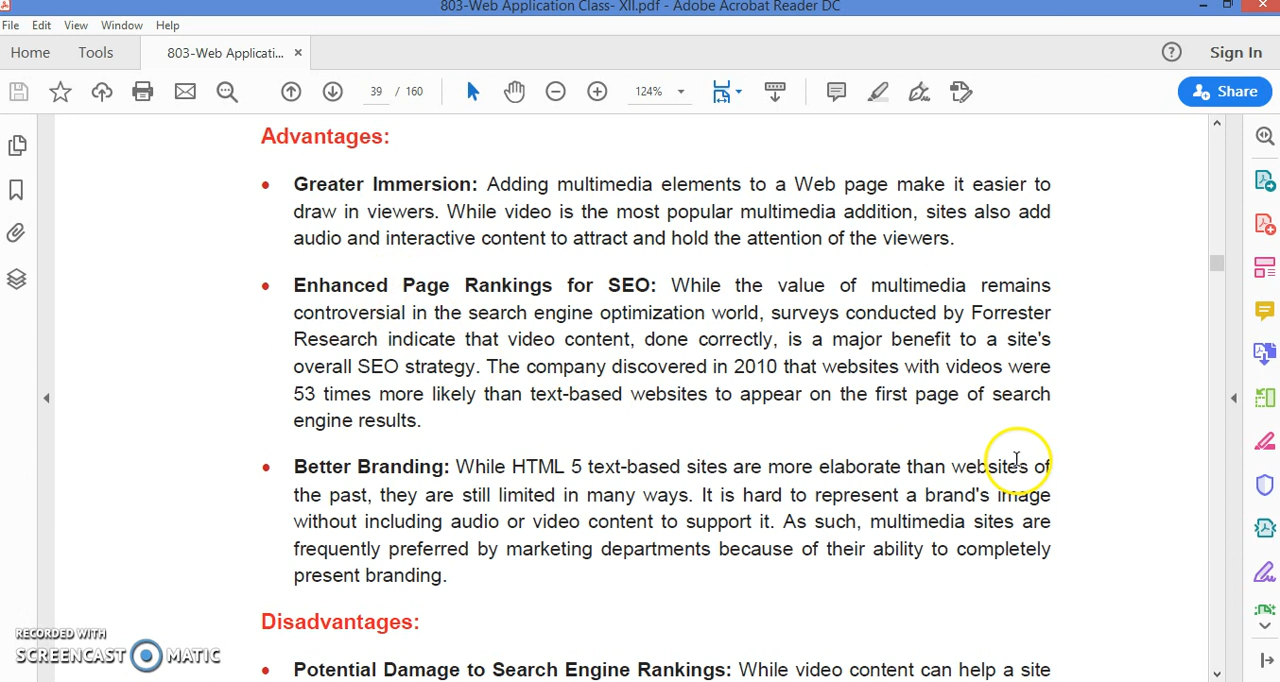 803-Web Application Class- XII.pdf - Adobe Acrobat Reader DC
File Edit View Window Help
Home Tools 803-Web Applicati... × Sign In
39 / 160 124% Share
Advantages:
• Greater Immersion: Adding multimedia elements to a Web page make it easier to
draw in viewers. While video is the most popular multimedia addition, sites also add
audio and interactive content to attract and hold the attention of the viewers.
• Enhanced Page Rankings for SEO: While the value of multimedia remains
controversial in the search engine optimization world, surveys conducted by Forrester
Research indicate that video content, done correctly, is a major benefit to a site's
overall SEO strategy. The company discovered in 2010 that websites with videos were
53 times more likely than text-based websites to appear on the first page of search
engine results.
• Better Branding: While HTML 5 text-based sites are more elaborate than websites of
the past, they are still limited in many ways. It is hard to represent a brand's image
without including audio or video content to support it. As such, multimedia sites are
frequently preferred by marketing departments because of their ability to completely
present branding.
Disadvantages:
• Potential Damage to Search Engine Rankings: While video content can help a site
RECORDED WITH
SCREENCAST MATIC